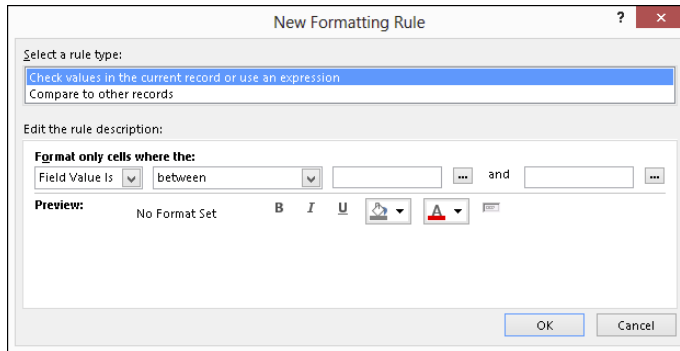 New Formatting Rule ?
Select a rule type:
Check values in the current record or use an expression
Compare to other records
Edit the rule description:
Format only cells where the:
Field Value Is between ... and ...
Preview: No Format Set B I U A
OK Cancel